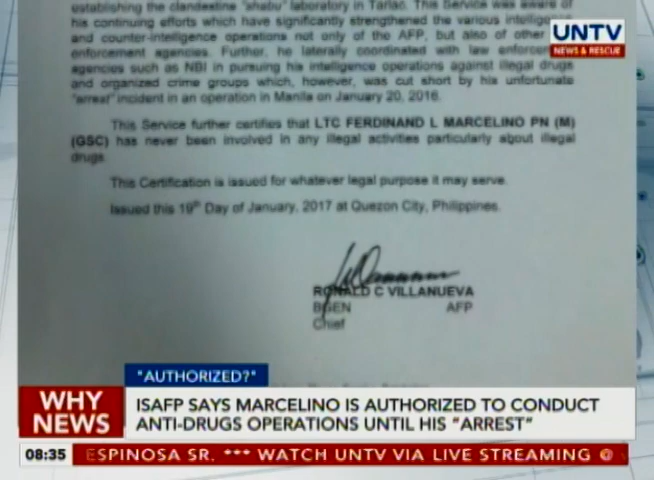 establishing the clandestine "shabu" laboratory in Tarlac. This Service was aware of
his continuing efforts which have significantly strengthened the various intelligence
and counter-intelligence operations not only of the AFP, but also of other
enforcement agencies. Further, he laterally coordinated with law enforcement
agencies such as NBI in pursuing his intelligence operations against illegal drugs
and organized crime groups which, however, was cut short by his unfortunate
"arrest" incident in an operation in Manila on January 20, 2016.
This Service further certifies that LTC FERDINAND L MARCELINO PN (M)
(GSC) has never been involved in any illegal activities particularly about illegal
drugs.
This Certification is issued for whatever legal purpose it may serve.
Issued this 19th Day of January, 2017 at Quezon City, Philippines.
RONALD C VILLANUEVA
BGEN AFP
Chief
UNTV
NEWS & RESCUE
"AUTHORIZED?"
WHY
NEWS
ISAFP SAYS MARCELINO IS AUTHORIZED TO CONDUCT
ANTI-DRUGS OPERATIONS UNTIL HIS "ARREST"
08:35
ESPINOSA SR. *** WATCH UNTV VIA LIVE STREAMING @